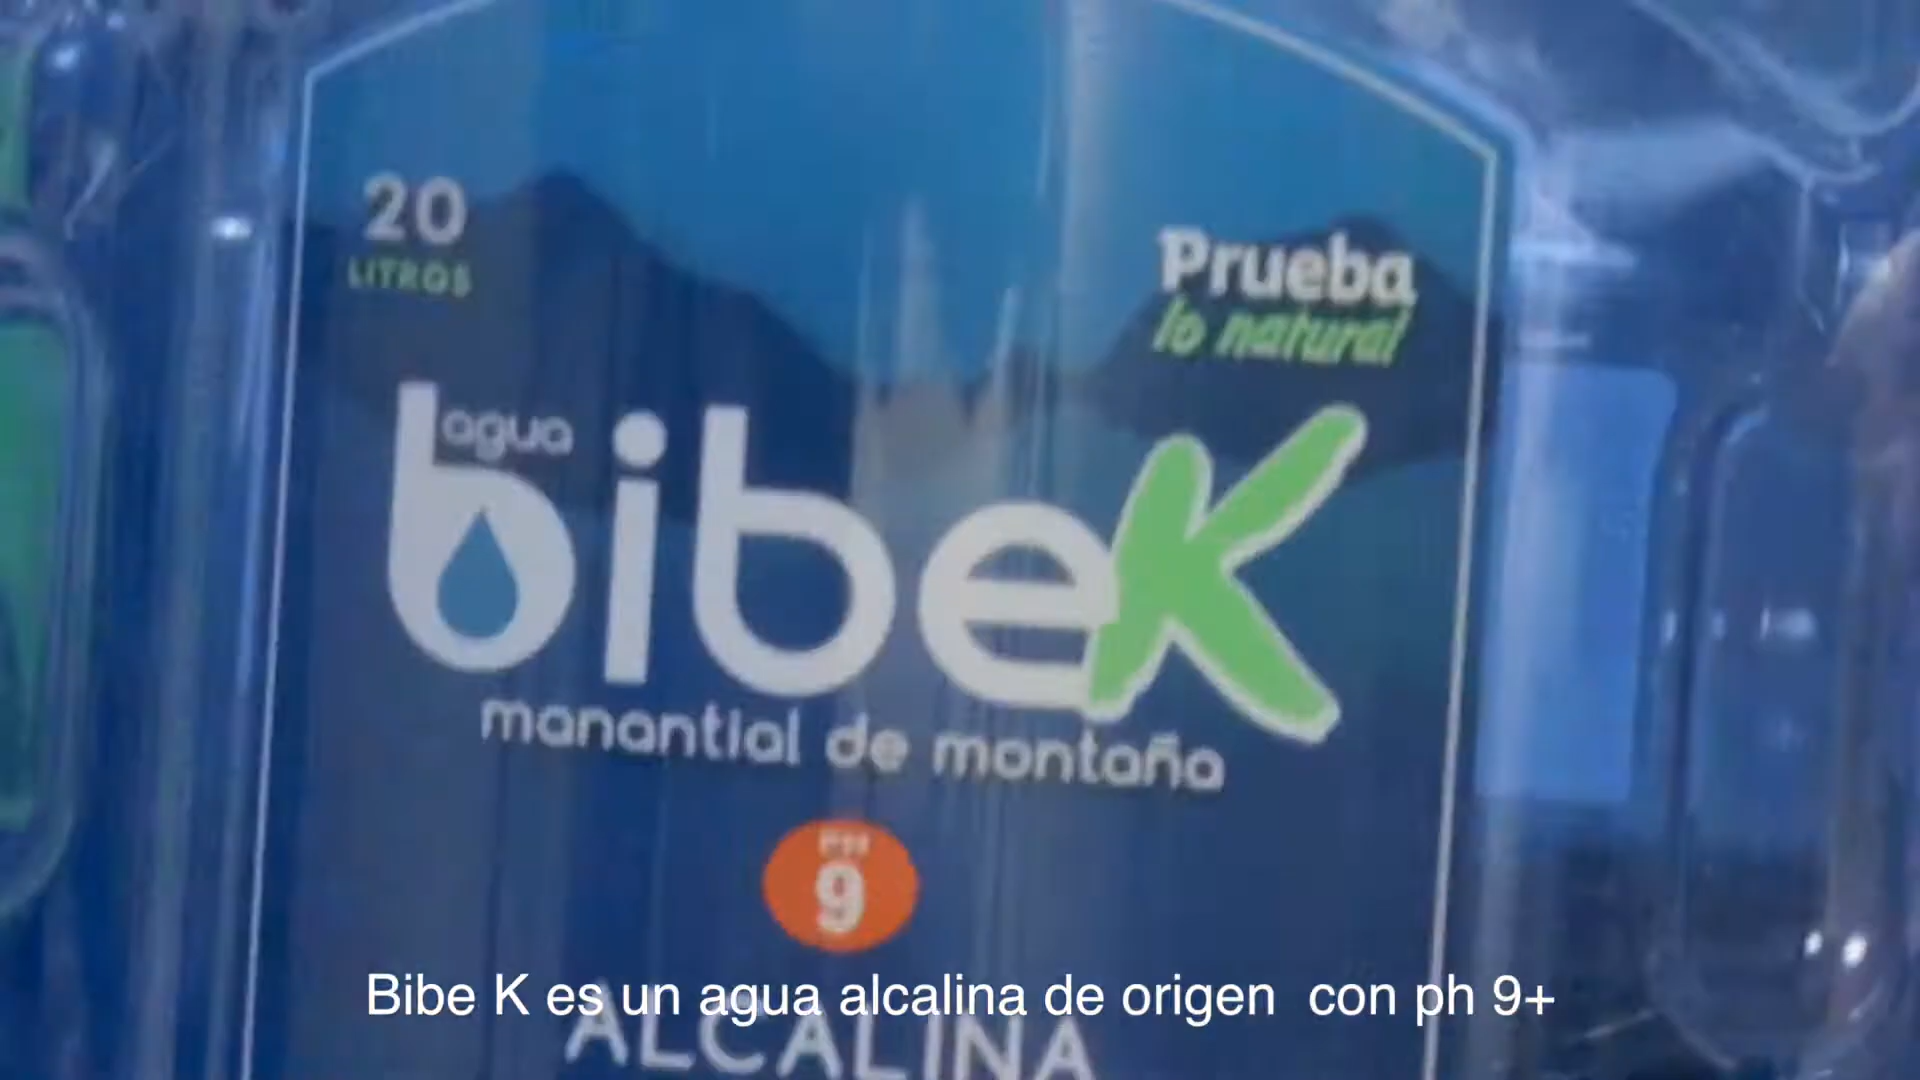 20
LITROS
Prueba
lo natural
agua
bibeK
manantial de montaña
PH
9
Bibe K es un agua alcalina de origen  con ph 9+
ALCALINA